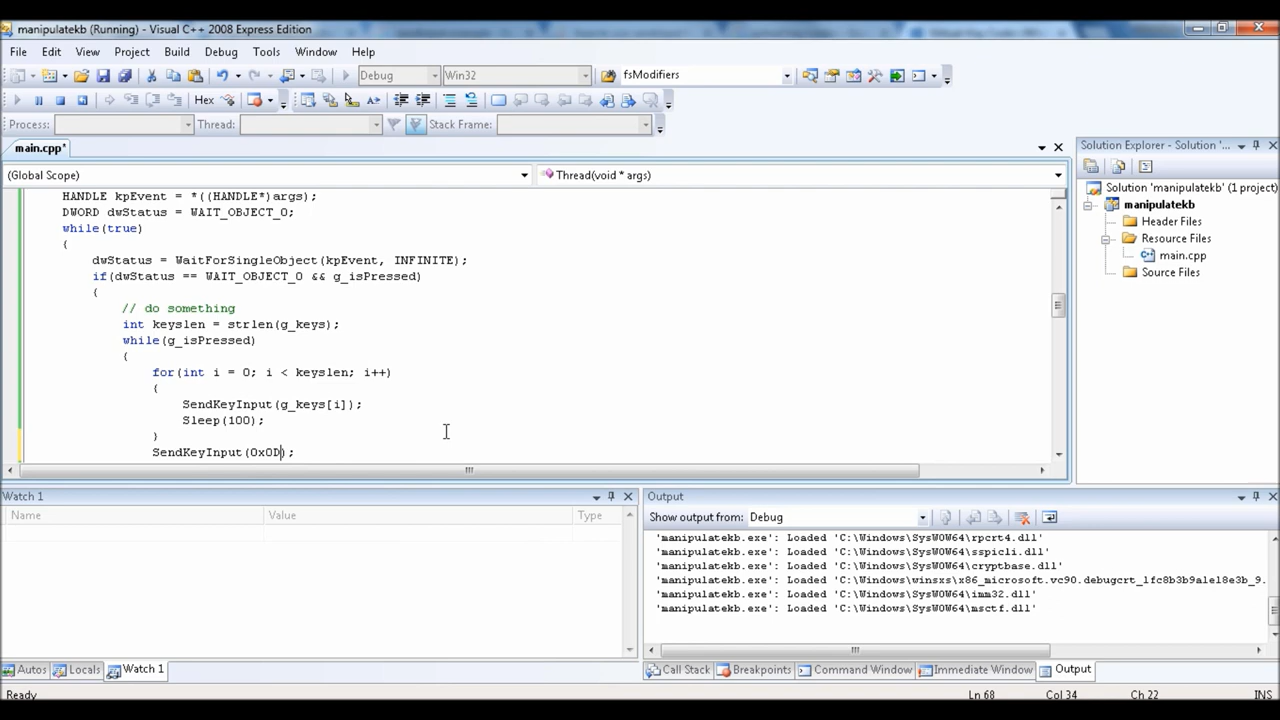 manipulatekb (Running) - Visual C++ 2008 Express Edition
File Edit View Project Build Debug Tools Window Help
Debug Win32 fsModifiers
Hex
Process: Thread: Stack Frame:
main.cpp*
(Global Scope) Thread(void * args)
HANDLE kpEvent = *((HANDLE*)args);
DWORD dwStatus = WAIT_OBJECT_0;
while(true)
{
dwStatus = WaitForSingleObject(kpEvent, INFINITE);
if(dwStatus == WAIT_OBJECT_0 && g_isPressed)
{
// do something
int keyslen = strlen(g_keys);
while(g_isPressed)
{
for(int i = 0; i < keyslen; i++)
{
SendKeyInput(g_keys[i]);
Sleep(100);
}
SendKeyInput(0x0D);
Solution Explorer - Solution '...
Solution 'manipulatekb' (1 project)
manipulatekb
Header Files
Resource Files
main.cpp
Source Files
Watch 1
Name Value Type
Autos Locals Watch 1
Output
Show output from: Debug
'manipulatekb.exe': Loaded 'C:\Windows\SysWOW64\rpcrt4.dll'
'manipulatekb.exe': Loaded 'C:\Windows\SysWOW64\sspicli.dll'
'manipulatekb.exe': Loaded 'C:\Windows\SysWOW64\cryptbase.dll'
'manipulatekb.exe': Loaded 'C:\Windows\winsxs\x86_microsoft.vc90.debugcrt_1fc8b3b9a1e18e3b_9.
'manipulatekb.exe': Loaded 'C:\Windows\SysWOW64\imm32.dll'
'manipulatekb.exe': Loaded 'C:\Windows\SysWOW64\msctf.dll'
Call Stack Breakpoints Command Window Immediate Window Output
Ready Ln 68 Col 34 Ch 22 INS